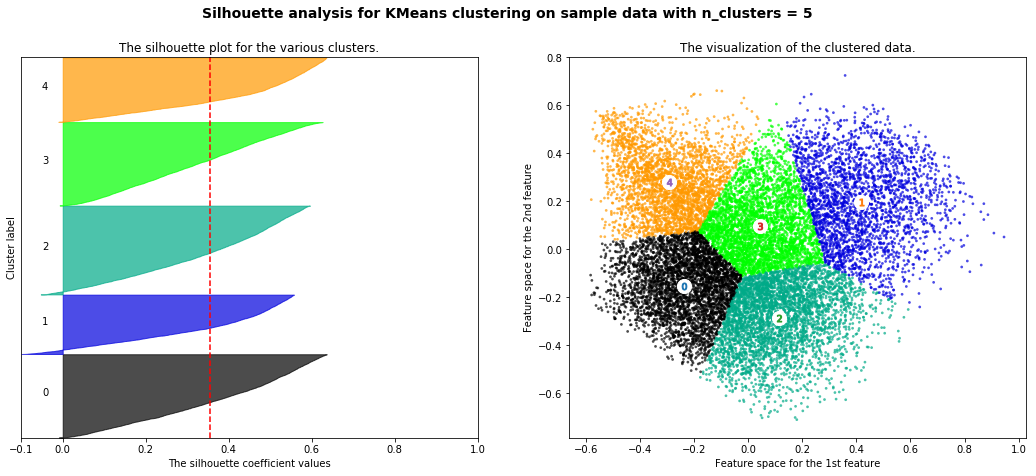 Silhouette analysis for KMeans clustering on sample data with n_clusters = 5
The silhouette plot for the various clusters.
Cluster label
4
3
2
1
0
−0.1 0.0 0.2 0.4 0.6 0.8 1.0
The silhouette coefficient values
The visualization of the clustered data.
Feature space for the 2nd feature
0.8
0.6
0.4
0.2
0.0
−0.2
−0.4
−0.6
4
1
3
0
2
−0.6 −0.4 −0.2 0.0 0.2 0.4 0.6 0.8 1.0
Feature space for the 1st feature